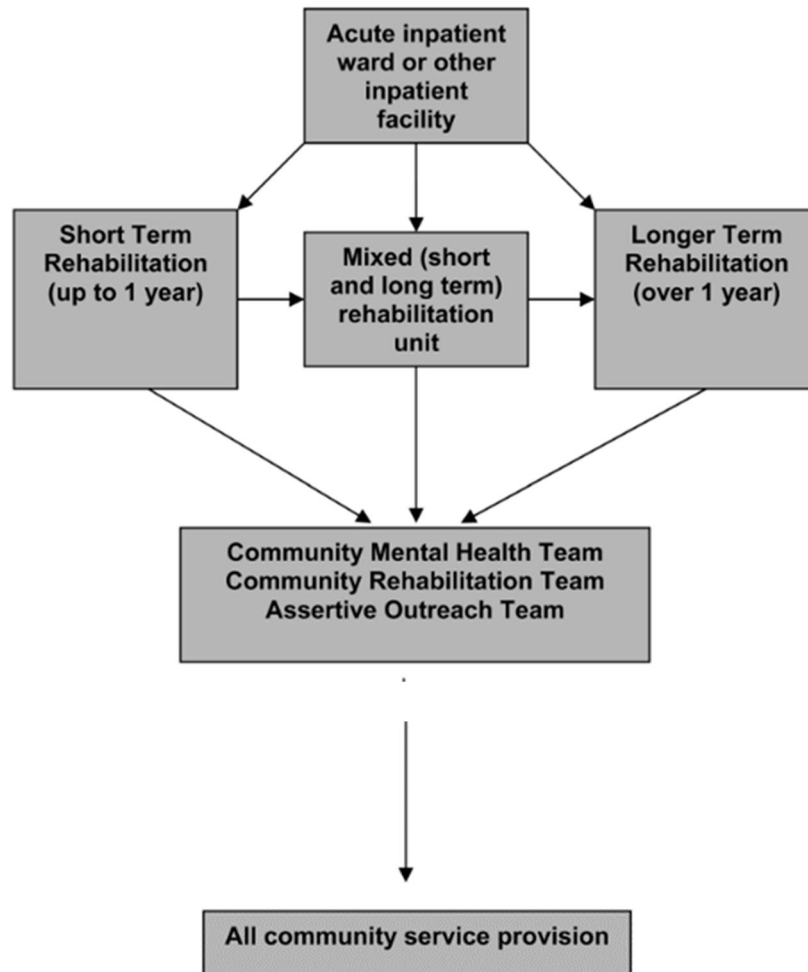 Acute inpatient
ward or other
inpatient
facility
Short Term
Rehabilitation
(up to 1 year)
Mixed (short
and long term)
rehabilitation
unit
Longer Term
Rehabilitation
(over 1 year)
Community Mental Health Team
Community Rehabilitation Team
Assertive Outreach Team
.
All community service provision